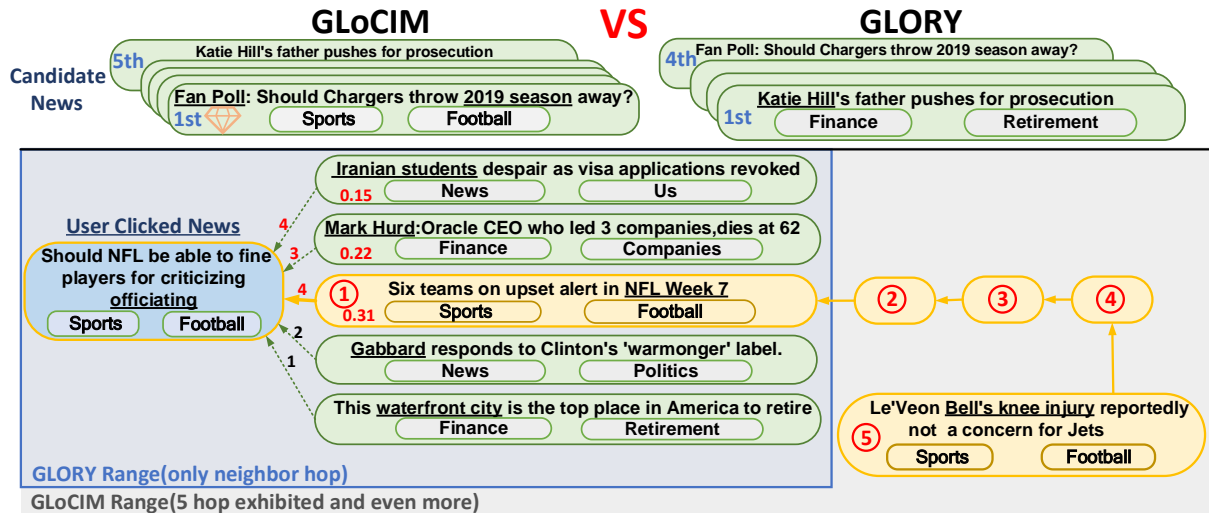 GLoCIM VS GLORY
Candidate
News
5th
Katie Hill's father pushes for prosecution
Fan Poll: Should Chargers throw 2019 season away?
1st
Sports
Football
4th
Fan Poll: Should Chargers throw 2019 season away?
Katie Hill's father pushes for prosecution
1st
Finance
Retirement
User Clicked News
Should NFL be able to fine
players for criticizing
officiating
Sports
Football
Iranian students despair as visa applications revoked
0.15
News
Us
4
Mark Hurd:Oracle CEO who led 3 companies,dies at 62
0.22
Finance
Companies
3
1
Six teams on upset alert in NFL Week 7
0.31
Sports
Football
4
Gabbard responds to Clinton's 'warmonger' label.
News
Politics
2
This waterfront city is the top place in America to retire
Finance
Retirement
1
2
3
4
Le'Veon Bell's knee injury reportedly
not a concern for Jets
5
Sports
Football
GLORY Range(only neighbor hop)
GLoCIM Range(5 hop exhibited and even more)